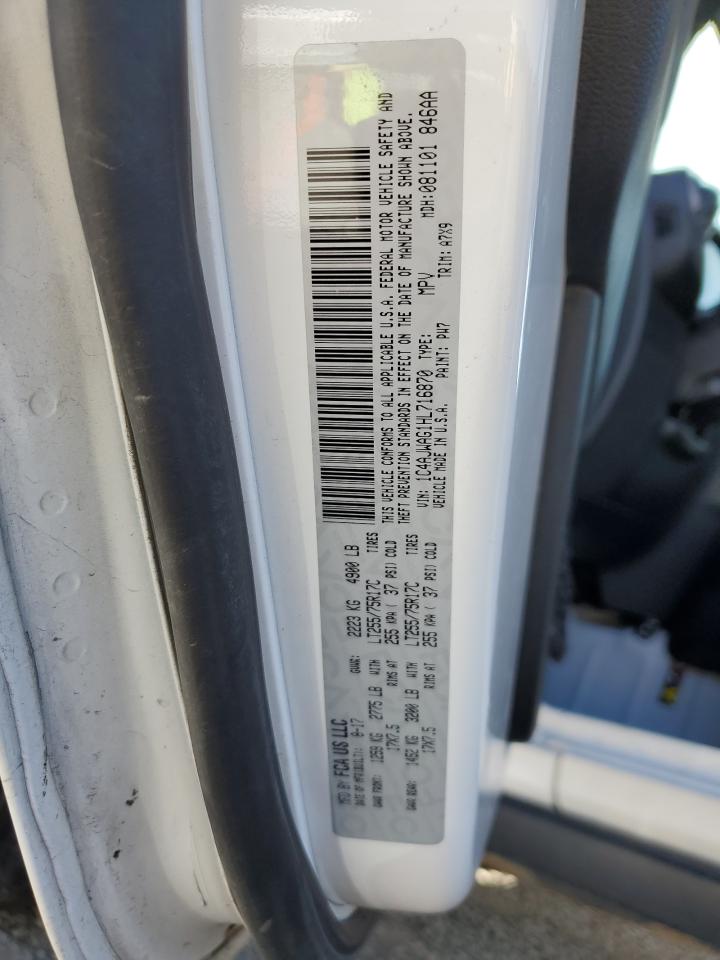 MFD BY FCA US LLC
DATE OF MFR 8-17 GVWR: 2223 KG 4900 LB
GAWR FRONT: 1259 KG 2775 LB WITH LT255/75R17C TIRES
17X7.5 RIMS AT 255 KPA ( 37 PSI) COLD
GAWR REAR: 1452 KG 3200 LB WITH LT255/75R17C TIRES
17X7.5 RIMS AT 255 KPA ( 37 PSI) COLD
THIS VEHICLE CONFORMS TO ALL APPLICABLE U.S.A. FEDERAL MOTOR VEHICLE SAFETY AND
THEFT PREVENTION STANDARDS IN EFFECT ON THE DATE OF MANUFACTURE SHOWN ABOVE.
VIN: 1C4AJWAG1HL716870 TYPE: MPV MDH:081101 846AA
VEHICLE MADE IN U.S.A. PAINT: PW7 TRIM: A7X9